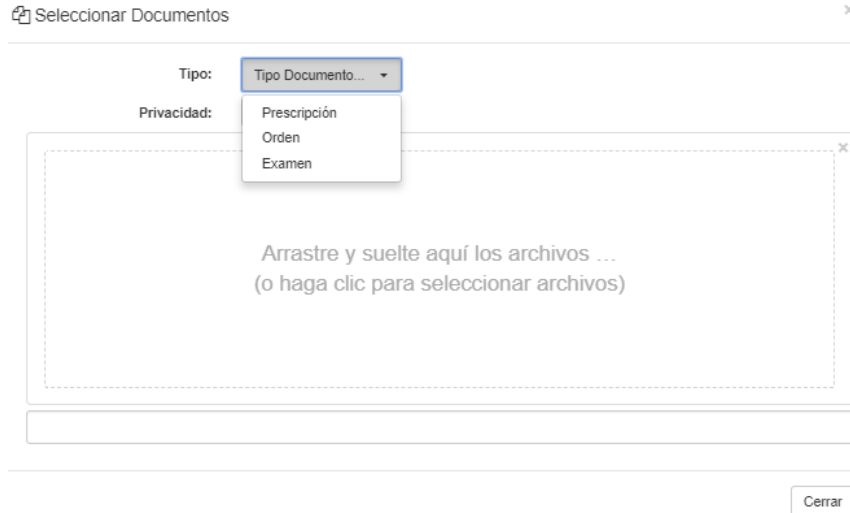 Seleccionar Documentos
Tipo: Tipo Documento...
Privacidad:
Prescripción
Orden
Examen
Arrastre y suelte aquí los archivos …
(o haga clic para seleccionar archivos)
Cerrar